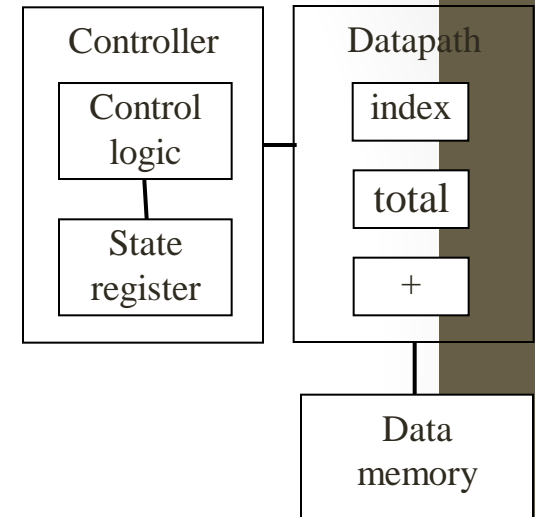 Controller
Control
logic
State
register
Datapath
index
total
+
Data
memory